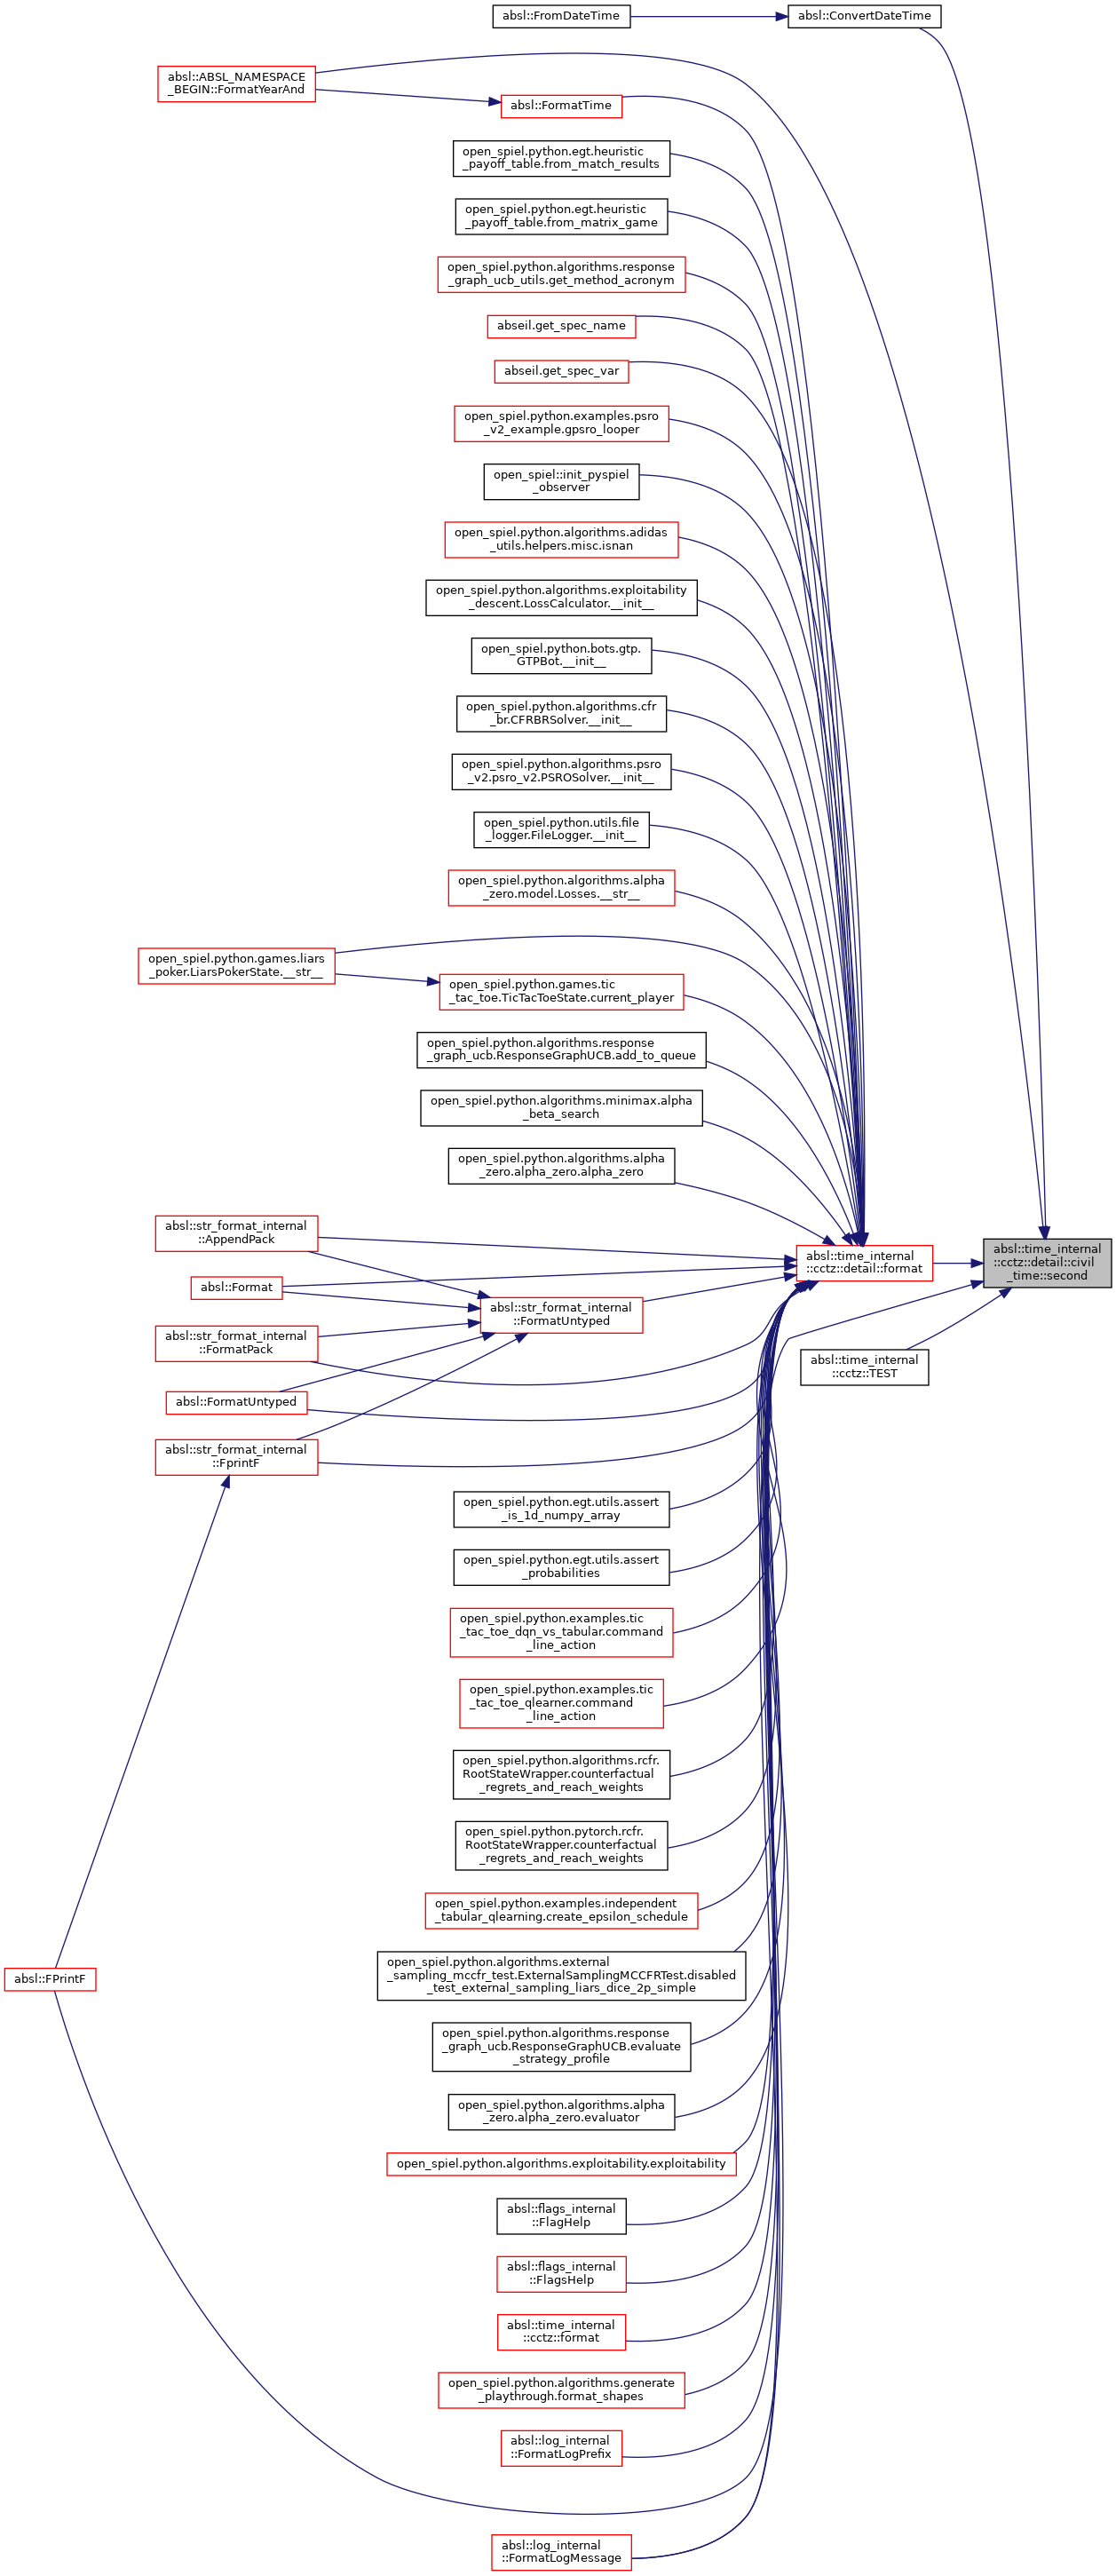 absl::FromDateTime
absl::ConvertDateTime
absl::ABSL_NAMESPACE
_BEGIN::FormatYearAnd
absl::FormatTime
open_spiel.python.egt.heuristic
_payoff_table.from_match_results
open_spiel.python.egt.heuristic
_payoff_table.from_matrix_game
open_spiel.python.algorithms.response
_graph_ucb_utils.get_method_acronym
abseil.get_spec_name
abseil.get_spec_var
open_spiel.python.examples.psro
_v2_example.gpsro_looper
open_spiel::init_pyspiel
_observer
open_spiel.python.algorithms.adidas
_utils.helpers.misc.isnan
open_spiel.python.algorithms.exploitability
_descent.LossCalculator.__init__
open_spiel.python.bots.gtp.
GTPBot.__init__
open_spiel.python.algorithms.cfr
_br.CFRBRSolver.__init__
open_spiel.python.algorithms.psro
_v2.psro_v2.PSROSolver.__init__
open_spiel.python.utils.file
_logger.FileLogger.__init__
open_spiel.python.algorithms.alpha
_zero.model.Losses.__str__
open_spiel.python.games.liars
_poker.LiarsPokerState.__str__
open_spiel.python.games.tic
_tac_toe.TicTacToeState.current_player
open_spiel.python.algorithms.response
_graph_ucb.ResponseGraphUCB.add_to_queue
open_spiel.python.algorithms.minimax.alpha
_beta_search
open_spiel.python.algorithms.alpha
_zero.alpha_zero.alpha_zero
absl::str_format_internal
::AppendPack
absl::time_internal
::cctz::detail::format
absl::time_internal
::cctz::detail::civil
_time::second
absl::Format
absl::str_format_internal
::FormatUntyped
absl::str_format_internal
::FormatPack
absl::time_internal
::cctz::TEST
absl::FormatUntyped
absl::str_format_internal
::FprintF
open_spiel.python.egt.utils.assert
_is_1d_numpy_array
open_spiel.python.egt.utils.assert
_probabilities
open_spiel.python.examples.tic
_tac_toe_dqn_vs_tabular.command
_line_action
open_spiel.python.examples.tic
_tac_toe_qlearner.command
_line_action
open_spiel.python.algorithms.rcfr.
RootStateWrapper.counterfactual
_regrets_and_reach_weights
open_spiel.python.pytorch.rcfr.
RootStateWrapper.counterfactual
_regrets_and_reach_weights
open_spiel.python.examples.independent
_tabular_qlearning.create_epsilon_schedule
absl::FPrintF
open_spiel.python.algorithms.external
_sampling_mccfr_test.ExternalSamplingMCCFRTest.disabled
_test_external_sampling_liars_dice_2p_simple
open_spiel.python.algorithms.response
_graph_ucb.ResponseGraphUCB.evaluate
_strategy_profile
open_spiel.python.algorithms.alpha
_zero.alpha_zero.evaluator
open_spiel.python.algorithms.exploitability.exploitability
absl::flags_internal
::FlagHelp
absl::flags_internal
::FlagsHelp
absl::time_internal
::cctz::format
open_spiel.python.algorithms.generate
_playthrough.format_shapes
absl::log_internal
::FormatLogPrefix
absl::log_internal
::FormatLogMessage